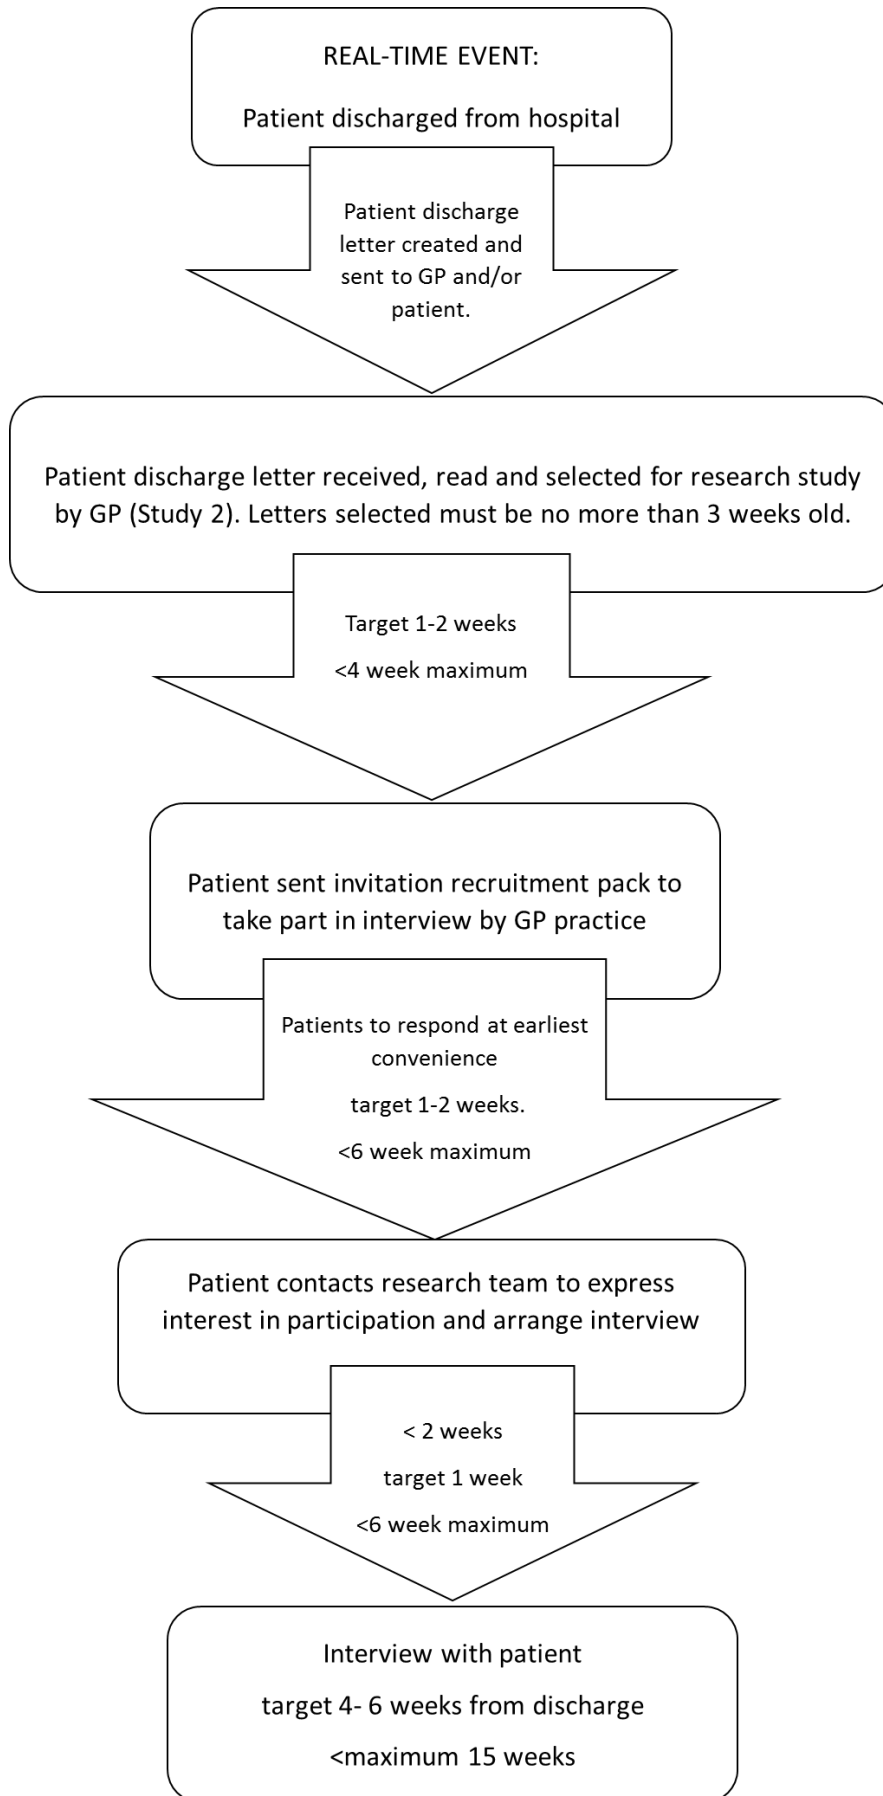 REAL-TIME EVENT:
Patient discharged from hospital
Patient discharge
letter created and
sent to GP and/or
patient.
Patient discharge letter received, read and selected for research study
by GP (Study 2). Letters selected must be no more than 3 weeks old.
Target 1-2 weeks
<4 week maximum
Patient sent invitation recruitment pack to
take part in interview by GP practice
Patients to respond at earliest
convenience
target 1-2 weeks.
<6 week maximum
Patient contacts research team to express
interest in participation and arrange interview
< 2 weeks
target 1 week
<6 week maximum
Interview with patient
target 4- 6 weeks from discharge
<maximum 15 weeks